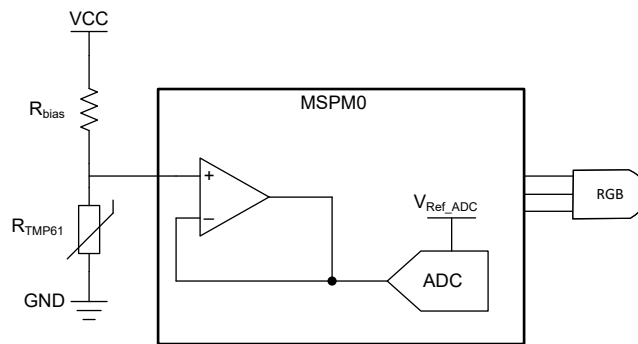 VCC
MSPM0
R_bias
+
−
RGB
V_Ref_ADC
R_TMP61
ADC
GND